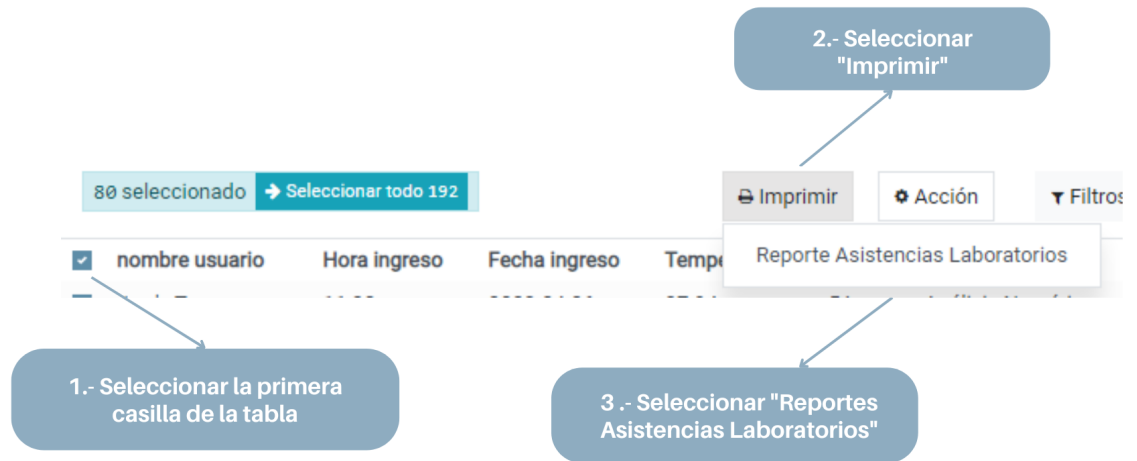 2.- Seleccionar
"Imprimir"
80 seleccionado Seleccionar todo 192
Imprimir Acción Filtros
nombre usuario Hora ingreso Fecha ingreso Tempe
Reporte Asistencias Laboratorios
1.- Seleccionar la primera
casilla de la tabla
3 .- Seleccionar "Reportes
Asistencias Laboratorios"